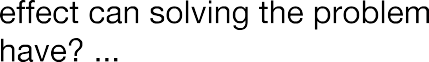 effect can solving the problem
have? ...